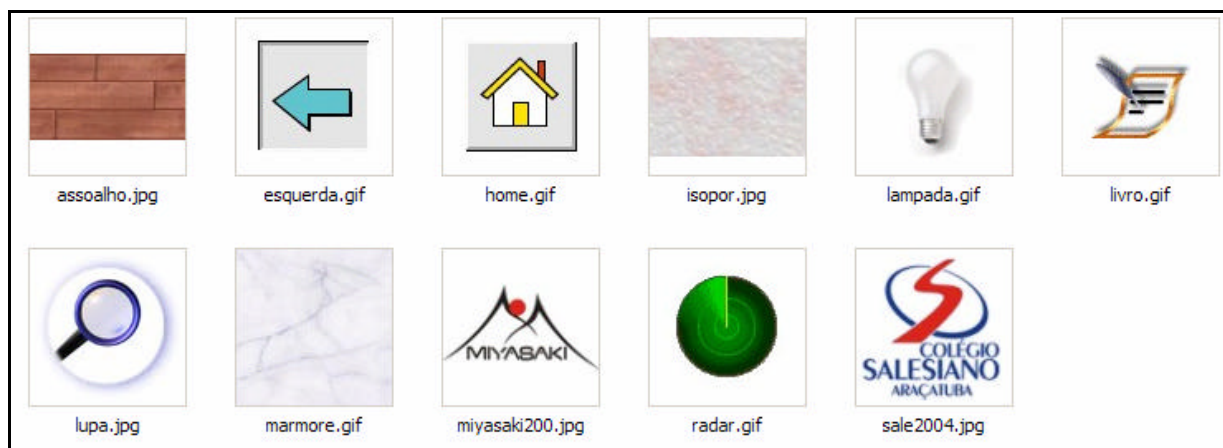 assoalho.jpg
esquerda.gif
home.gif
isopor.jpg
lampada.gif
livro.gif
MIYASAKI
COLÉGIO
SALESIANO
ARAÇATUBA
lupa.jpg
marmore.gif
miyasaki200.jpg
radar.gif
sale2004.jpg